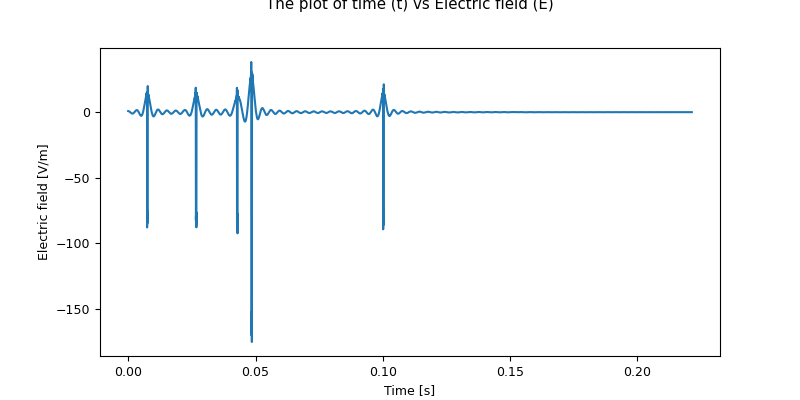 The plot of time (t) vs Electric field (E)
0
−50
−100
−150
Electric field [V/m]
0.00 0.05 0.10 0.15 0.20
Time [s]